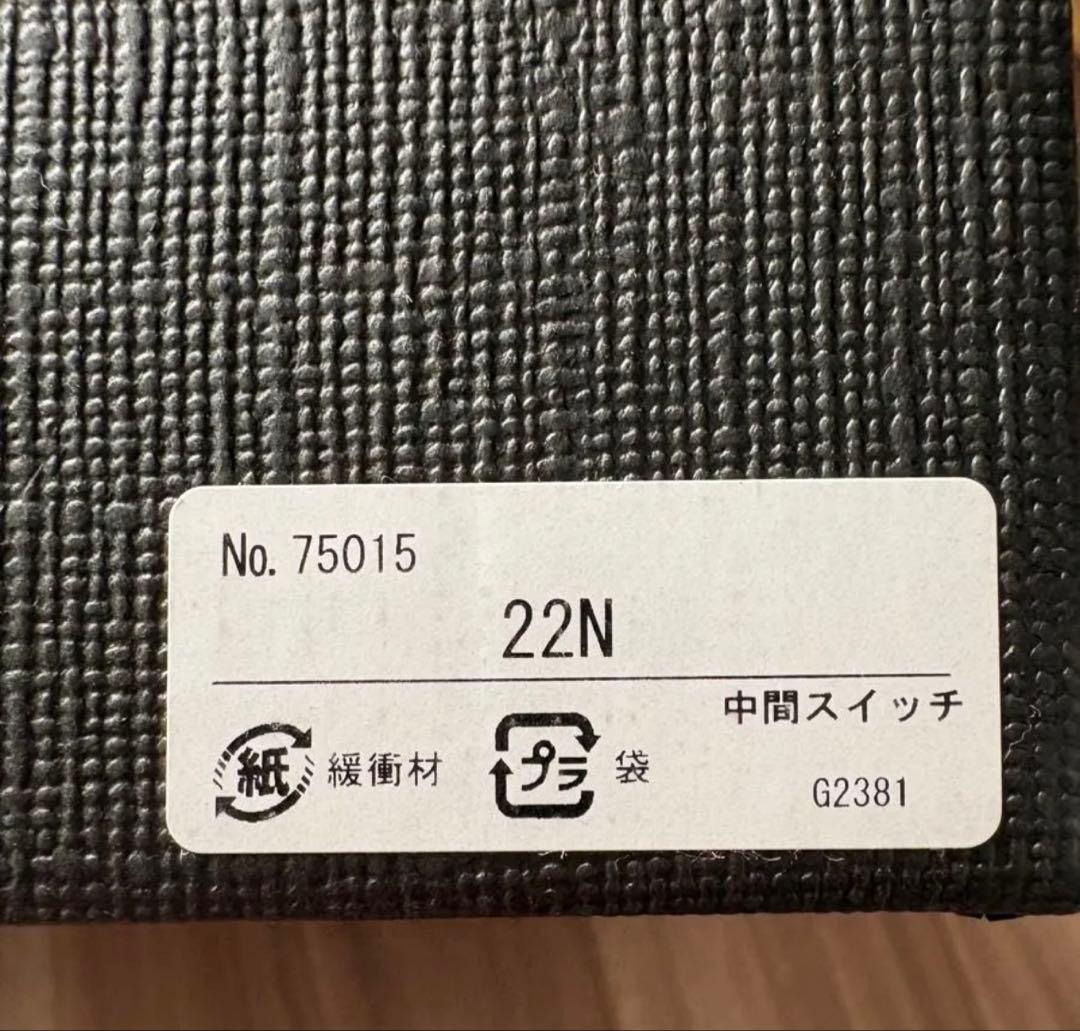 No. 75015
22N
中間スイッチ
紙 緩衝材 プラ 袋
G2381